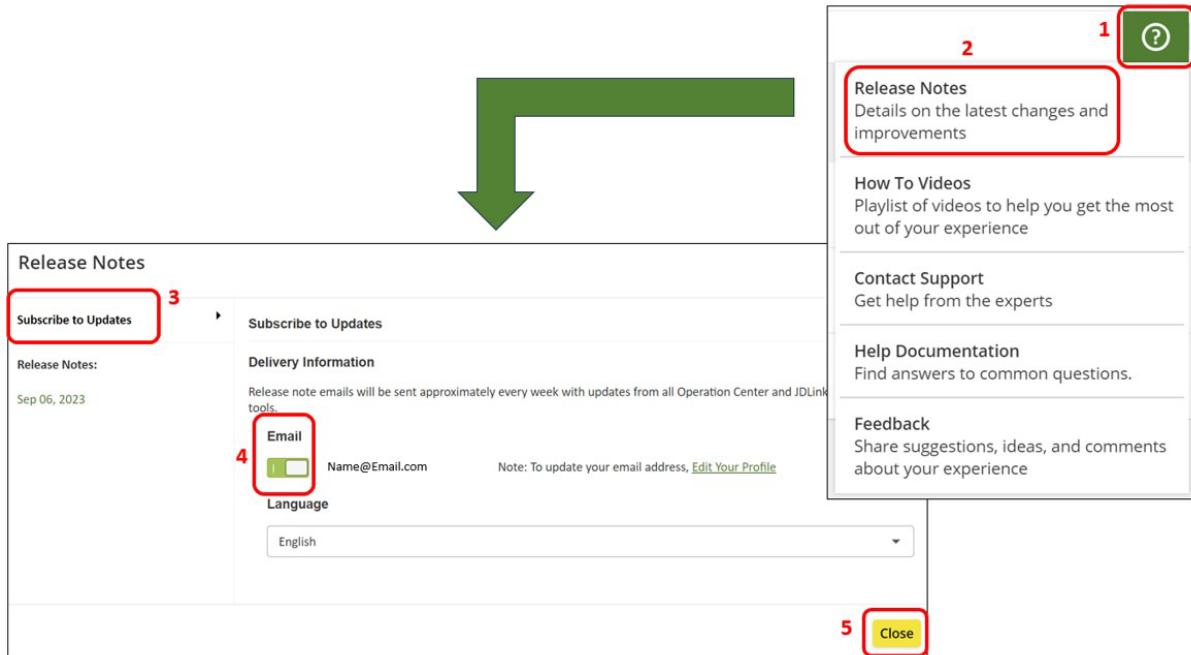 1
?
2
Release Notes
Details on the latest changes and
improvements
How To Videos
Playlist of videos to help you get the most
out of your experience
Contact Support
Get help from the experts
Help Documentation
Find answers to common questions.
Feedback
Share suggestions, ideas, and comments
about your experience
Release Notes
3
Subscribe to Updates
Release Notes:
Sep 06, 2023
Subscribe to Updates
Delivery Information
Release note emails will be sent approximately every week with updates from all Operation Center and JDLink
tools.
4
Email
Name@Email.com
Note: To update your email address, Edit Your Profile
Language
English
5
Close